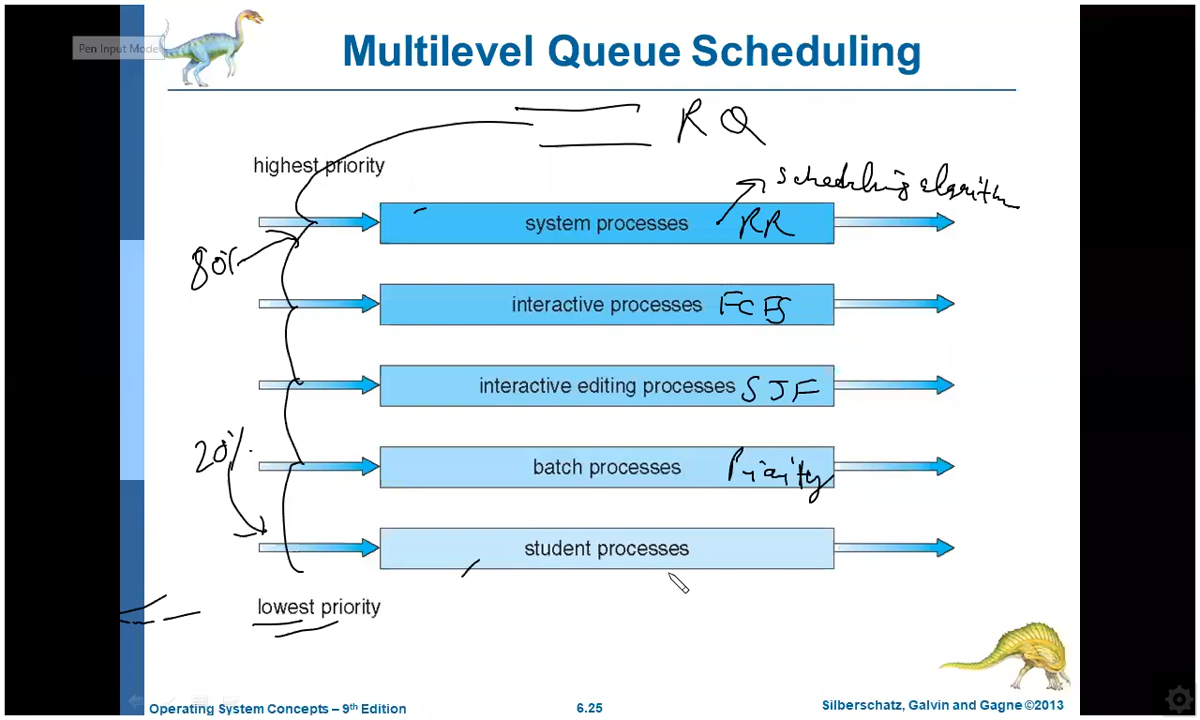 Pen Input Mode
Multilevel Queue Scheduling
RQ
highest priority
scheduling algorithm
system processes RR
80%
interactive processes FCFS
interactive editing processes SJF
20%
batch processes Priority
student processes
lowest priority
Operating System Concepts – 9th Edition
6.25
Silberschatz, Galvin and Gagne ©2013